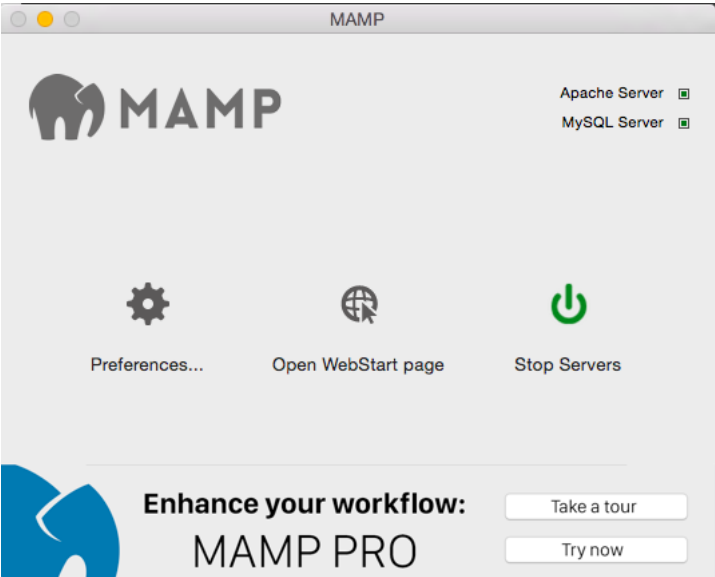 MAMP
MAMP
Apache Server
MySQL Server
Preferences...
Open WebStart page
Stop Servers
Enhance your workflow:
MAMP PRO
Take a tour
Try now